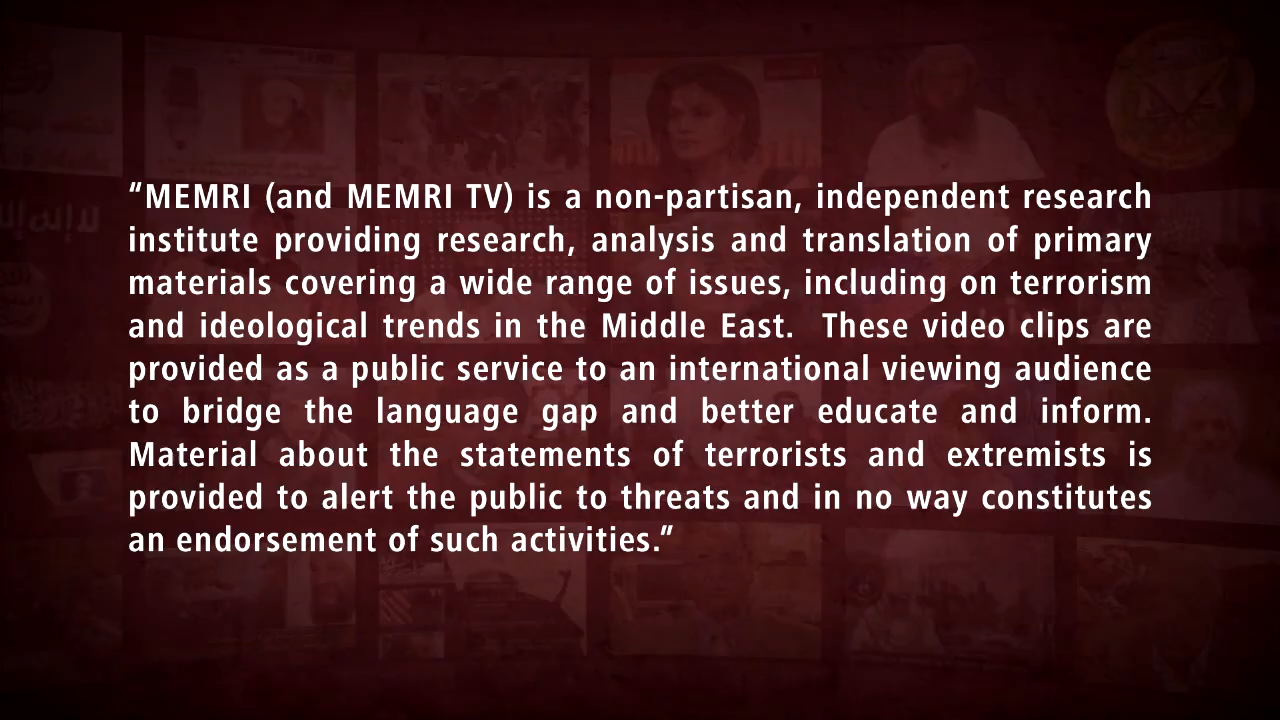 “MEMRI (and MEMRI TV) is a non-partisan, independent research
institute providing research, analysis and translation of primary
materials covering a wide range of issues, including on terrorism
and ideological trends in the Middle East.  These video clips are
provided as a public service to an international viewing audience
to bridge the language gap and better educate and inform.
Material about the statements of terrorists and extremists is
provided to alert the public to threats and in no way constitutes
an endorsement of such activities.”